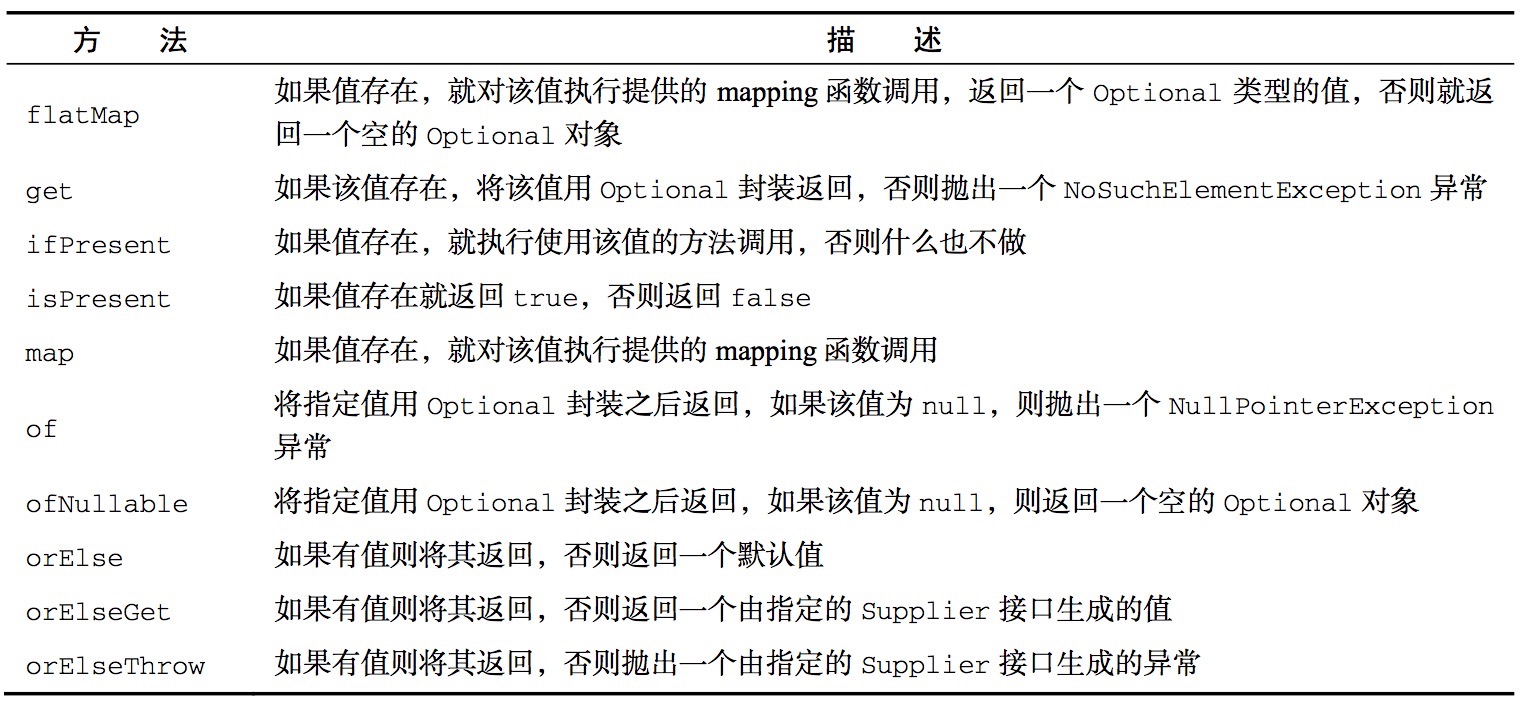 方 法 描 述
flatMap 如果值存在，就对该值执行提供的 mapping 函数调用，返回一个 Optional 类型的值，否则就返
回一个空的 Optional 对象
get 如果该值存在，将该值用 Optional 封装返回，否则抛出一个 NoSuchElementException 异常
ifPresent 如果值存在，就执行使用该值的方法调用，否则什么也不做
isPresent 如果值存在就返回 true，否则返回 false
map 如果值存在，就对该值执行提供的 mapping 函数调用
of 将指定值用 Optional 封装之后返回，如果该值为 null，则抛出一个 NullPointerException
异常
ofNullable 将指定值用 Optional 封装之后返回，如果该值为 null，则返回一个空的 Optional 对象
orElse 如果有值则将其返回，否则返回一个默认值
orElseGet 如果有值则将其返回，否则返回一个由指定的 Supplier 接口生成的值
orElseThrow 如果有值则将其返回，否则抛出一个由指定的 Supplier 接口生成的异常